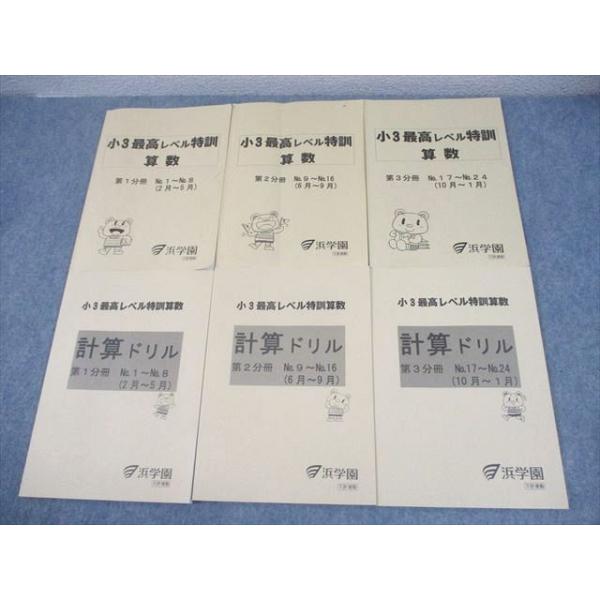 小3最高レベル特訓
算数
第1分冊 No.1～No.8
(2月～5月)
浜学園
小3最高レベル特訓
算数
第2分冊 No.9～No.16
(6月～9月)
浜学園
小3最高レベル特訓
算数
第3分冊 No.17～No.24
(10月～1月)
浜学園
小3最高レベル特訓算数
計算ドリル
第1分冊 No.1～No.8
(2月～5月)
浜学園
小3最高レベル特訓算数
計算ドリル
第2分冊 No.9～No.16
(6月～9月)
浜学園
小3最高レベル特訓算数
計算ドリル
第3分冊 No.17～No.24
(10月～1月)
浜学園